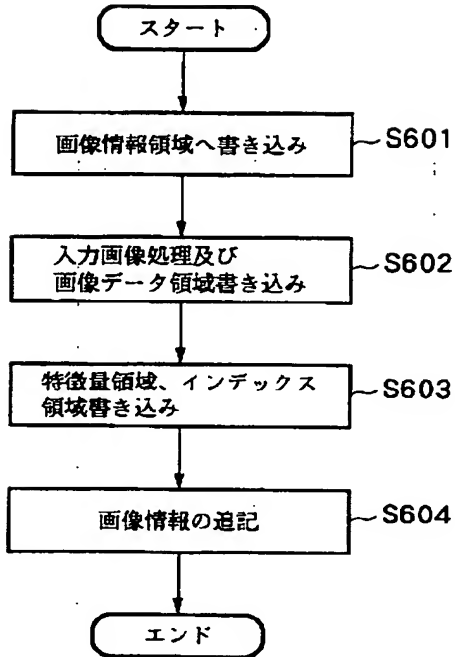 スタート
画像情報領域へ書き込み
S601
入力画像処理及び
画像データ領域書き込み
S602
特徴量領域、インデックス
領域書き込み
S603
画像情報の追記
S604
エンド